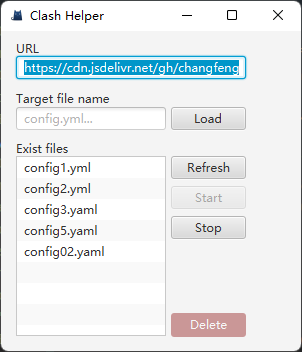 Clash Helper
URL
https://cdn.jsdelivr.net/gh/changfeng
Target file name
config.yml...
Load
Exist files
config1.yml
config2.yml
config3.yaml
config5.yaml
config02.yaml
Refresh
Start
Stop
Delete